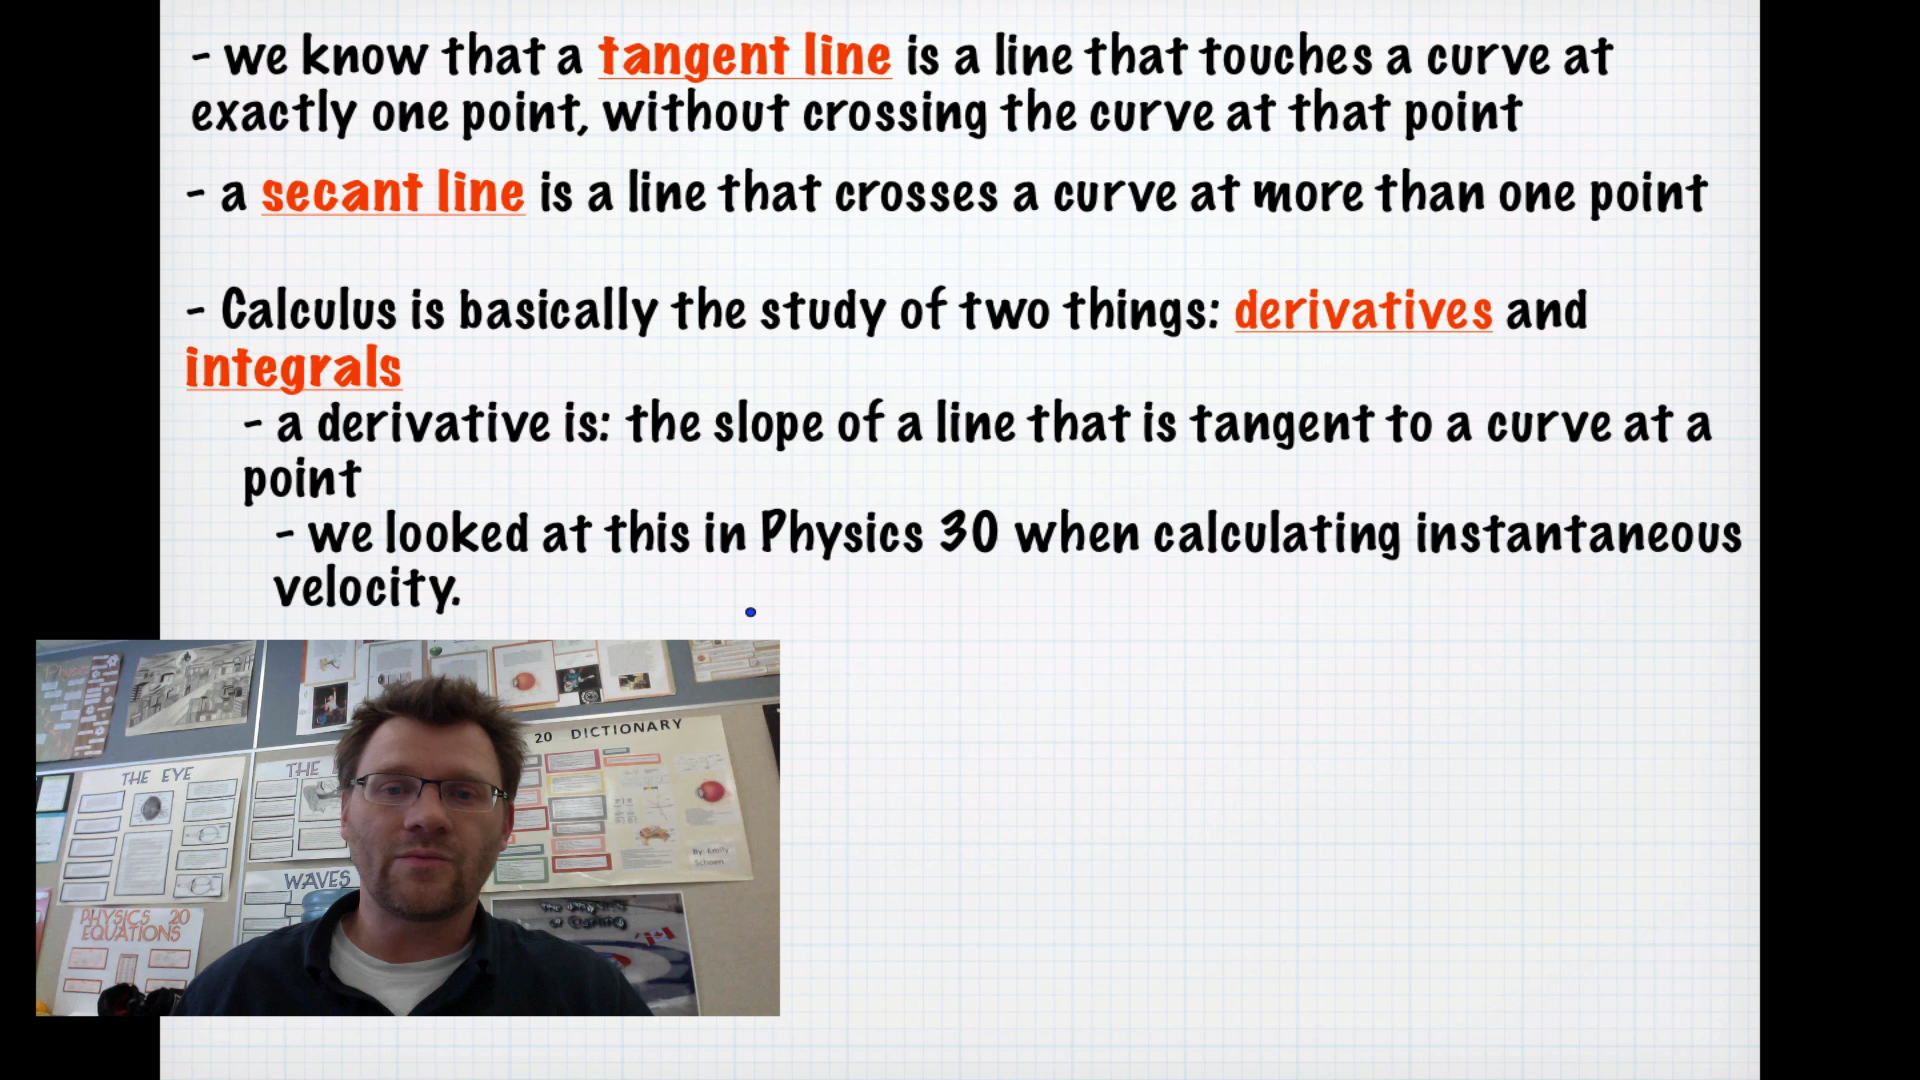 - we know that a tangent line is a line that touches a curve at
exactly one point, without crossing the curve at that point
- a secant line is a line that crosses a curve at more than one point
- Calculus is basically the study of two things: derivatives and
integrals
- a derivative is: the slope of a line that is tangent to a curve at a
point
- we looked at this in Physics 30 when calculating instantaneous
velocity.
20 DICTIONARY
THE EYE
THE
By: Emily
Schoen
WAVES
PHYSICS 20
EQUATIONS